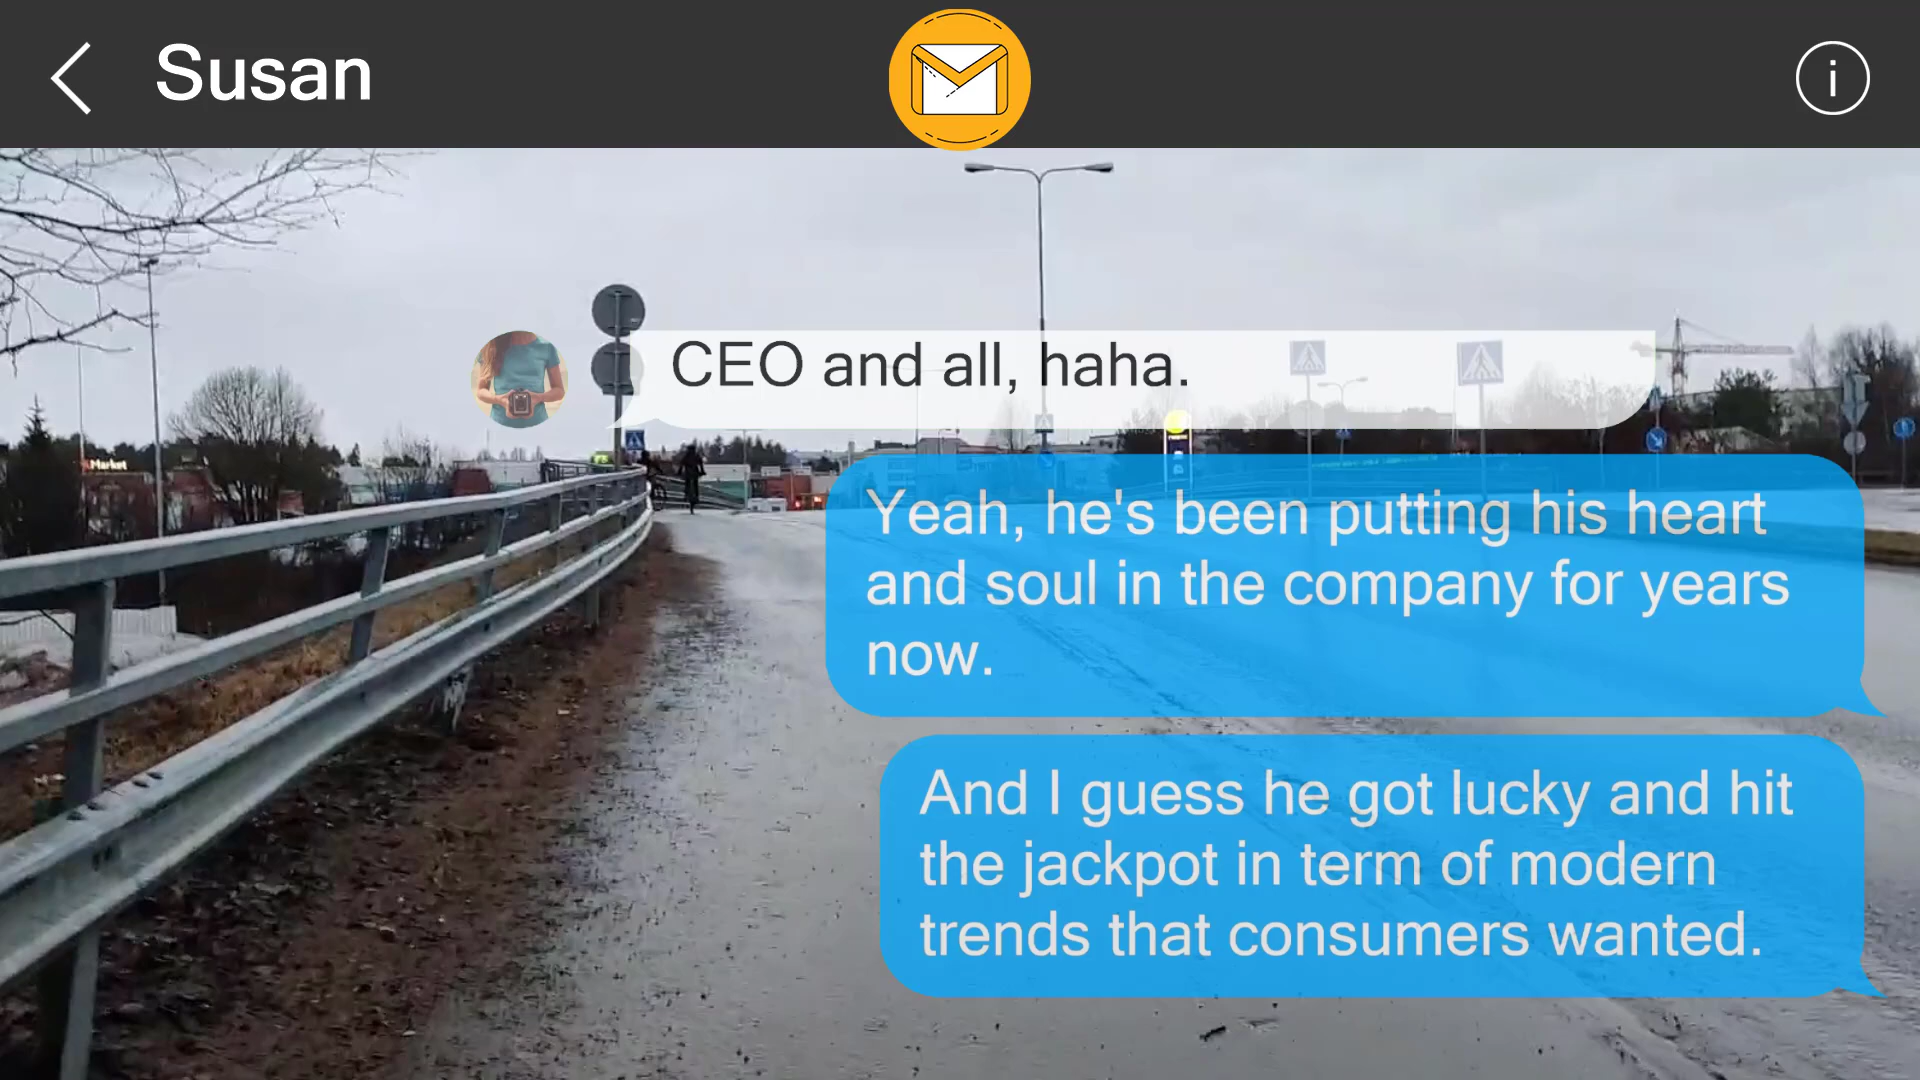 Susan
i
CEO and all, haha.
Market
Yeah, he's been putting his heart
and soul in the company for years
now.
And I guess he got lucky and hit
the jackpot in term of modern
trends that consumers wanted.